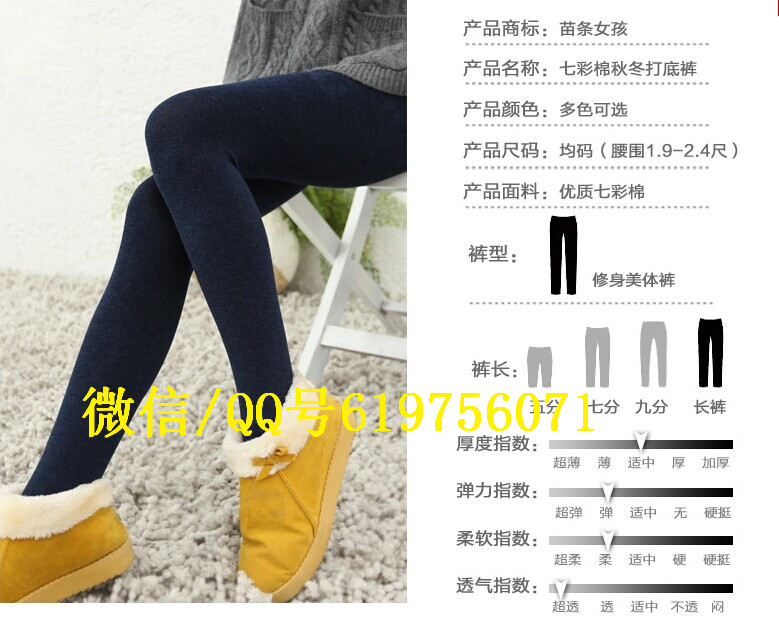 产品商标：苗条女孩
产品名称：七彩棉秋冬打底裤
产品颜色：多色可选
产品尺码：均码（腰围1.9-2.4尺）
产品面料：优质七彩棉
裤型：
修身美体裤
裤长：
五分 七分 九分 长裤
微信/QQ号619756071
厚度指数：
超薄 薄 适中 厚 加厚
弹力指数：
超弹 弹 适中 无 硬挺
柔软指数：
超柔 柔 适中 硬 硬挺
透气指数：
超透 透 适中 不透 闷